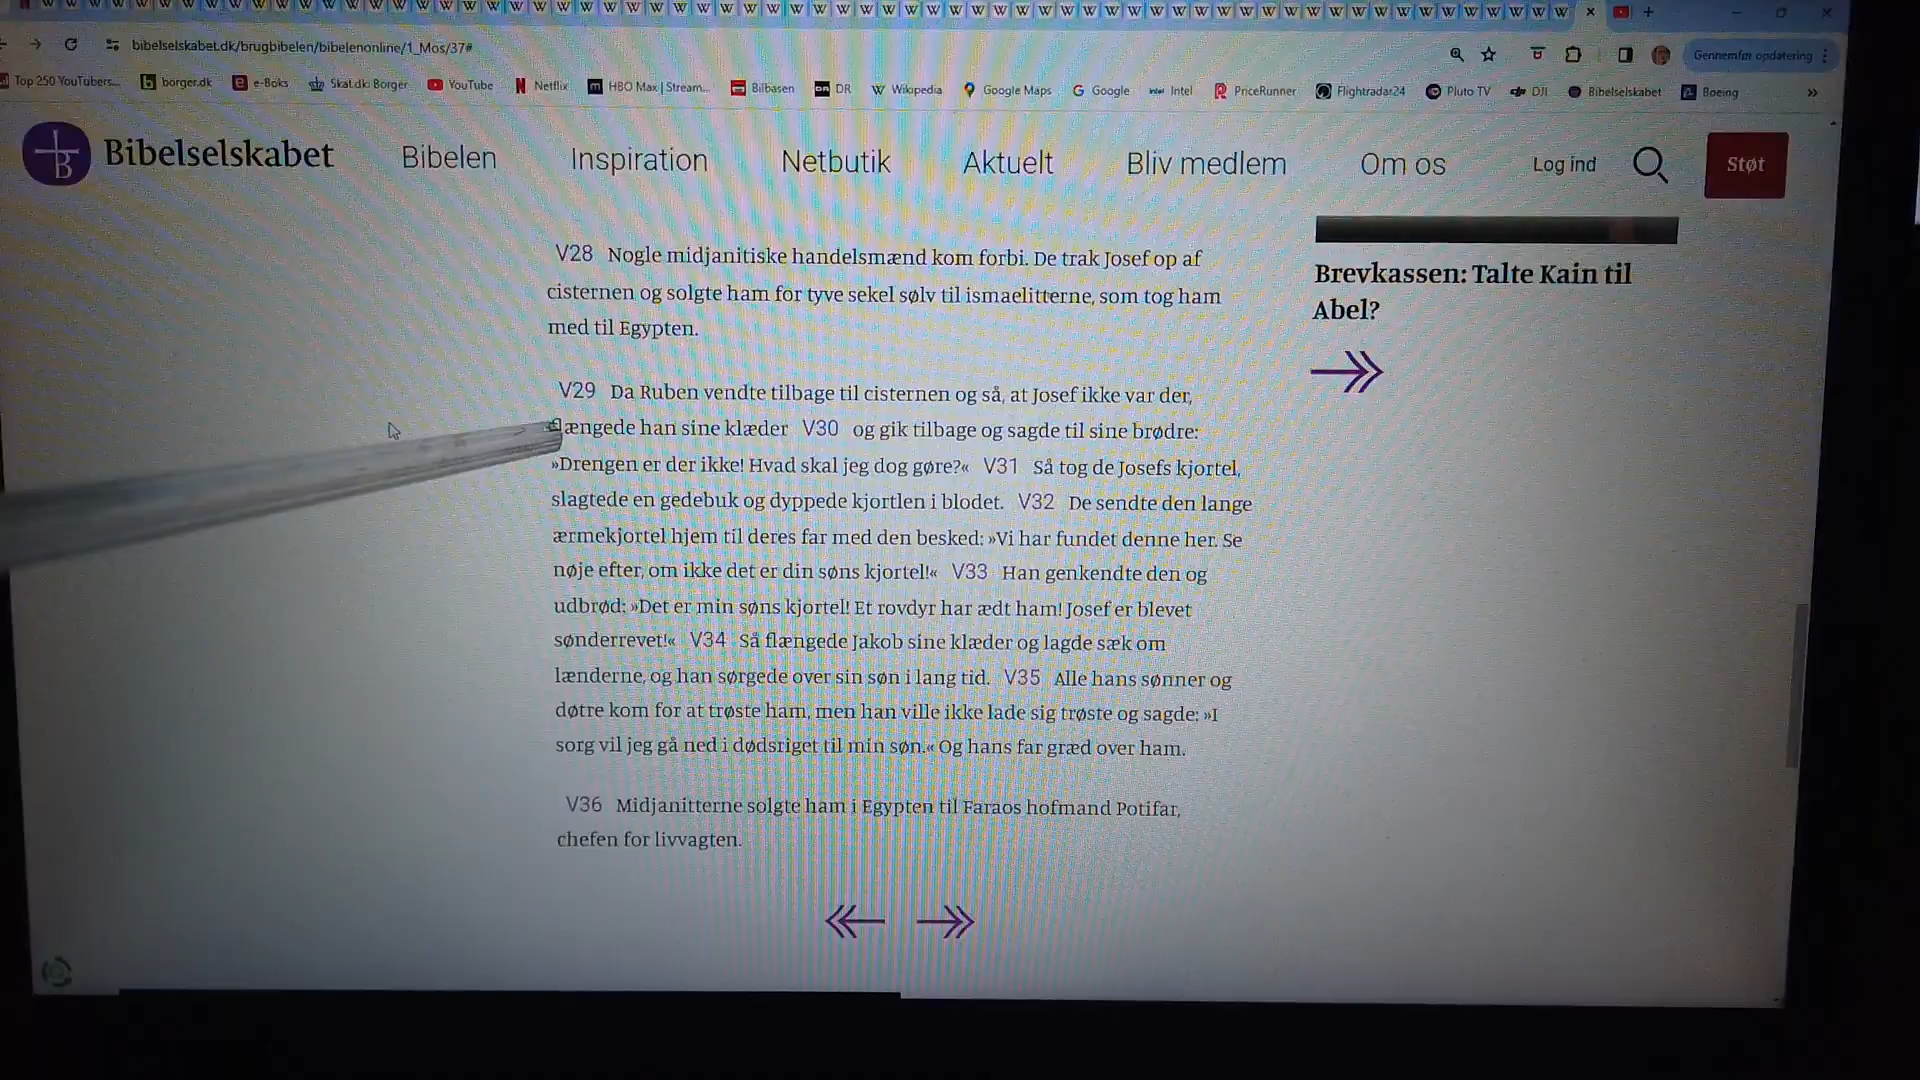 bibelselskabet.dk/brugbibelen/bibelenonline/1_Mos/37#
Gennemfør opdatering
Top 250 YouTubers... borger.dk e-Boks Skat.dk: Borger YouTube Netflix HBO Max | Stream... Bilbasen DR Wikipedia Google Maps Google Intel PriceRunner Flightradar24 Pluto TV DJI Bibelselskabet Boeing
Bibelselskabet Bibelen Inspiration Netbutik Aktuelt Bliv medlem Om os Log ind Støt
V28 Nogle midjanitiske handelsmænd kom forbi. De trak Josef op af
cisternen og solgte ham for tyve sekel sølv til ismaelitterne, som tog ham
med til Egypten.
V29 Da Ruben vendte tilbage til cisternen og så, at Josef ikke var der,
flængede han sine klæder V30 og gik tilbage og sagde til sine brødre:
»Drengen er der ikke! Hvad skal jeg dog gøre?« V31 Så tog de Josefs kjortel,
slagtede en gedebuk og dyppede kjortlen i blodet. V32 De sendte den lange
ærmekjortel hjem til deres far med den besked: »Vi har fundet denne her. Se
nøje efter, om ikke det er din søns kjortel!« V33 Han genkendte den og
udbrød: »Det er min søns kjortel! Et rovdyr har ædt ham! Josef er blevet
sønderrevet!« V34 Så flængede Jakob sine klæder og lagde sæk om
lænderne, og han sørgede over sin søn i lang tid. V35 Alle hans sønner og
døtre kom for at trøste ham, men han ville ikke lade sig trøste og sagde: »I
sorg vil jeg gå ned i dødsriget til min søn.« Og hans far græd over ham.
V36 Midjanitterne solgte ham i Egypten til Faraos hofmand Potifar,
chefen for livvagten.
Brevkassen: Talte Kain til
Abel?